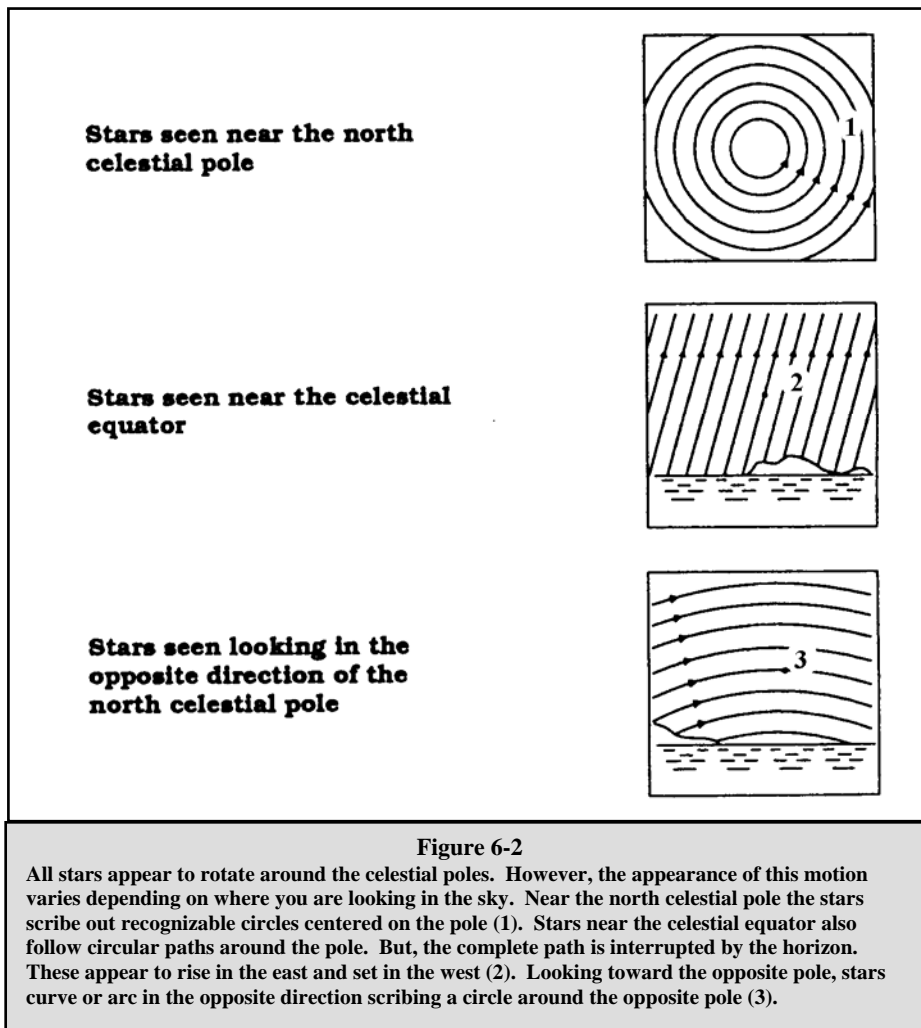 Stars seen near the north
celestial pole
1
Stars seen near the celestial
equator
2
Stars seen looking in the
opposite direction of the
north celestial pole
3
Figure 6-2
All stars appear to rotate around the celestial poles. However, the appearance of this motion
varies depending on where you are looking in the sky. Near the north celestial pole the stars
scribe out recognizable circles centered on the pole (1). Stars near the celestial equator also
follow circular paths around the pole. But, the complete path is interrupted by the horizon.
These appear to rise in the east and set in the west (2). Looking toward the opposite pole, stars
curve or arc in the opposite direction scribing a circle around the opposite pole (3).